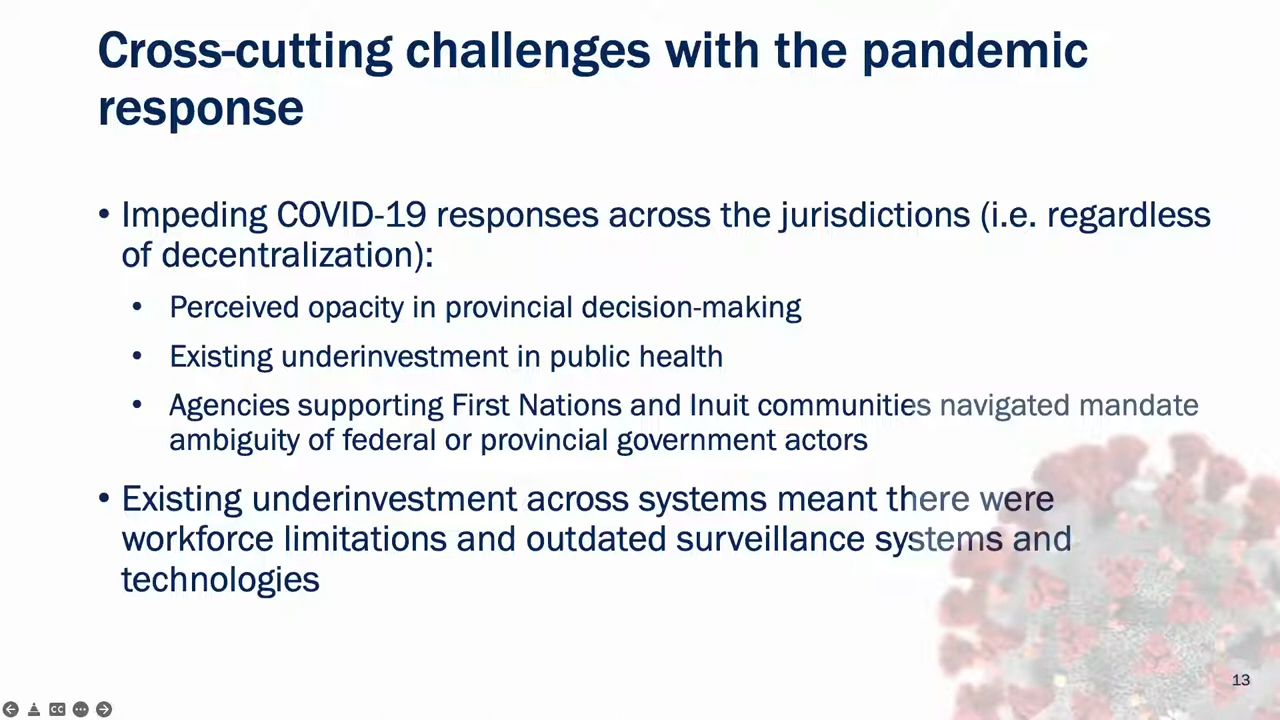 Cross-cutting challenges with the pandemic
response
• Impeding COVID-19 responses across the jurisdictions (i.e. regardless
of decentralization):
• Perceived opacity in provincial decision-making
• Existing underinvestment in public health
• Agencies supporting First Nations and Inuit communities navigated mandate
ambiguity of federal or provincial government actors
• Existing underinvestment across systems meant there were
workforce limitations and outdated surveillance systems and
technologies
13
CC